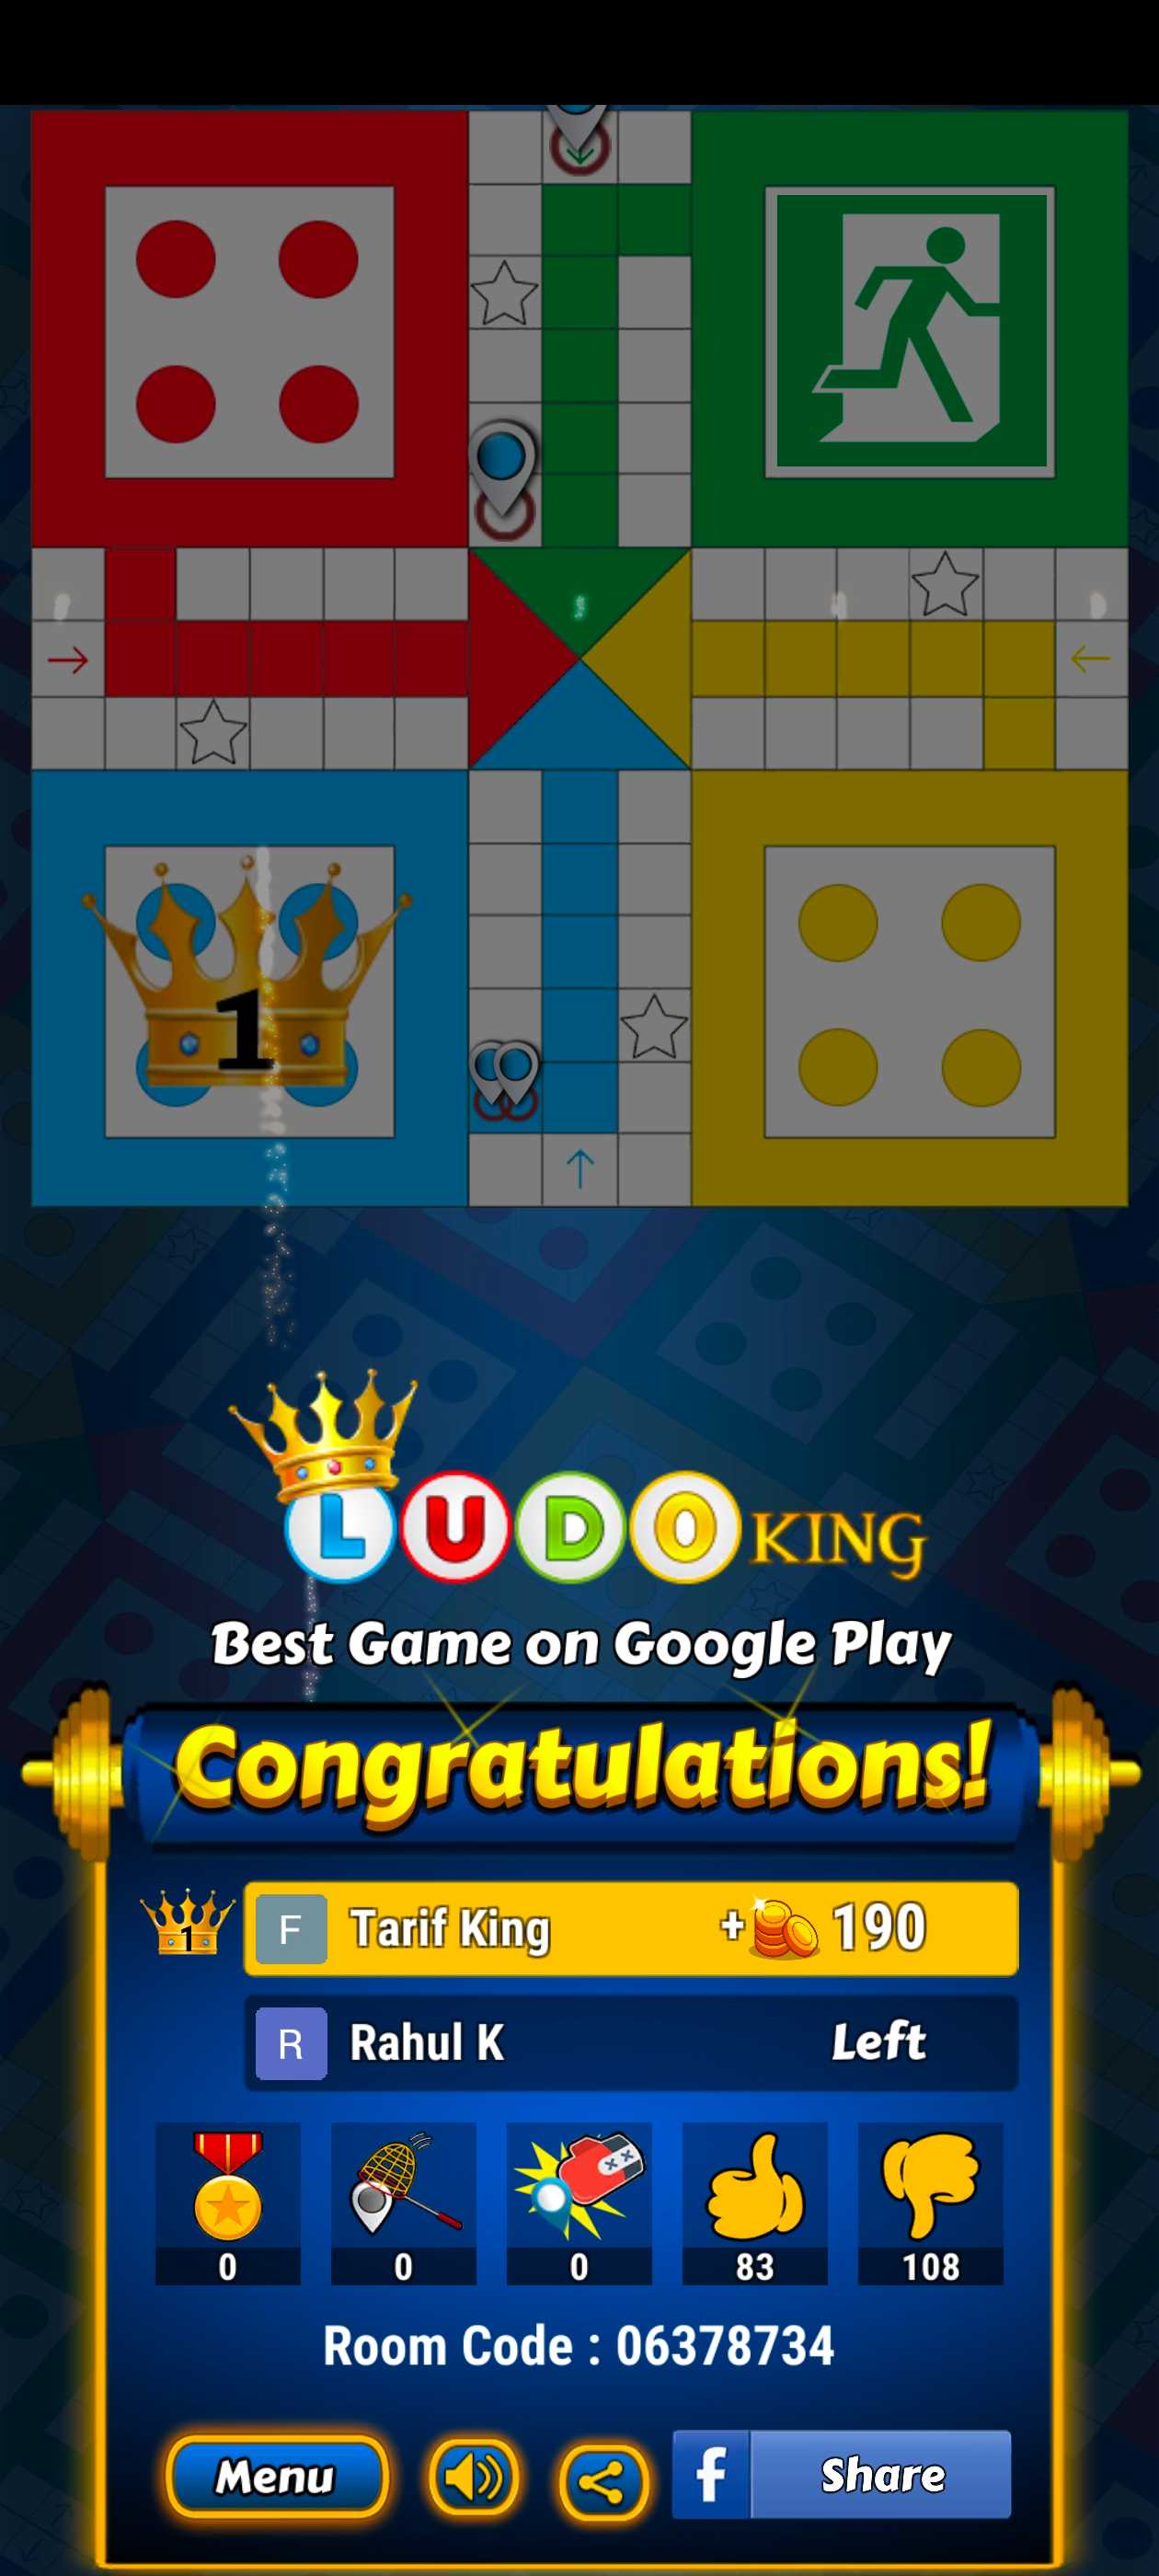 1
LUDO KING
Best Game on Google Play
Congratulations!
1 F Tarif King + 190
R Rahul K Left
0 0 0 83 108
Room Code : 06378734
Menu f Share